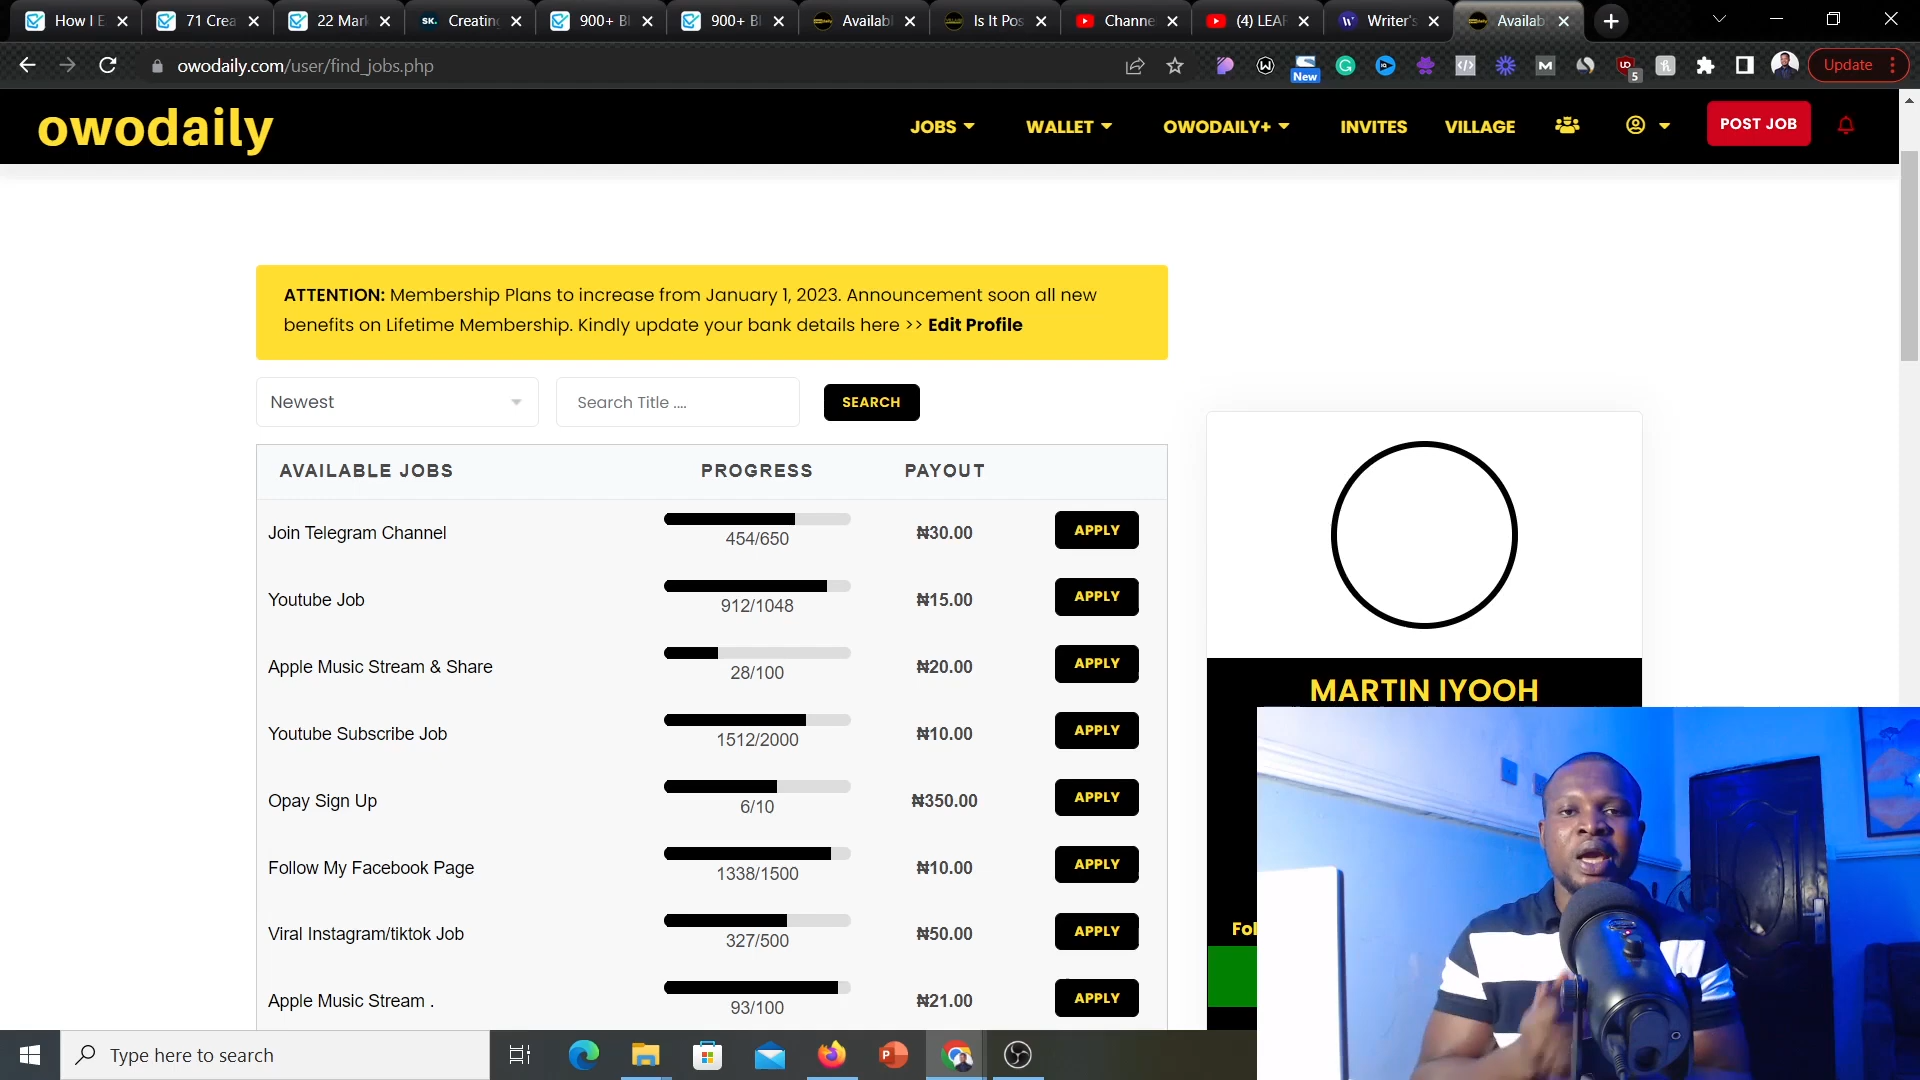 How I E
71 Crea
22 Mark
SK. Creating
900+ Bl
900+ Bl
Availabl
Is It Pos
Channe
(4) LEAR
Writer's
Availab
owodaily.com/user/find_jobs.php
New
5
Update
owodaily
JOBS
WALLET
OWODAILY+
INVITES
VILLAGE
POST JOB
ATTENTION: Membership Plans to increase from January 1, 2023. Announcement soon all new
benefits on Lifetime Membership. Kindly update your bank details here >> Edit Profile
Newest
Search Title ....
SEARCH
AVAILABLE JOBS PROGRESS PAYOUT
Join Telegram Channel 454/650 ₦30.00 APPLY
Youtube Job 912/1048 ₦15.00 APPLY
Apple Music Stream & Share 28/100 ₦20.00 APPLY
Youtube Subscribe Job 1512/2000 ₦10.00 APPLY
Opay Sign Up 6/10 ₦350.00 APPLY
Follow My Facebook Page 1338/1500 ₦10.00 APPLY
Viral Instagram/tiktok Job 327/500 ₦50.00 APPLY
Apple Music Stream . 93/100 ₦21.00 APPLY
MARTIN IYOOH
Fol
Type here to search